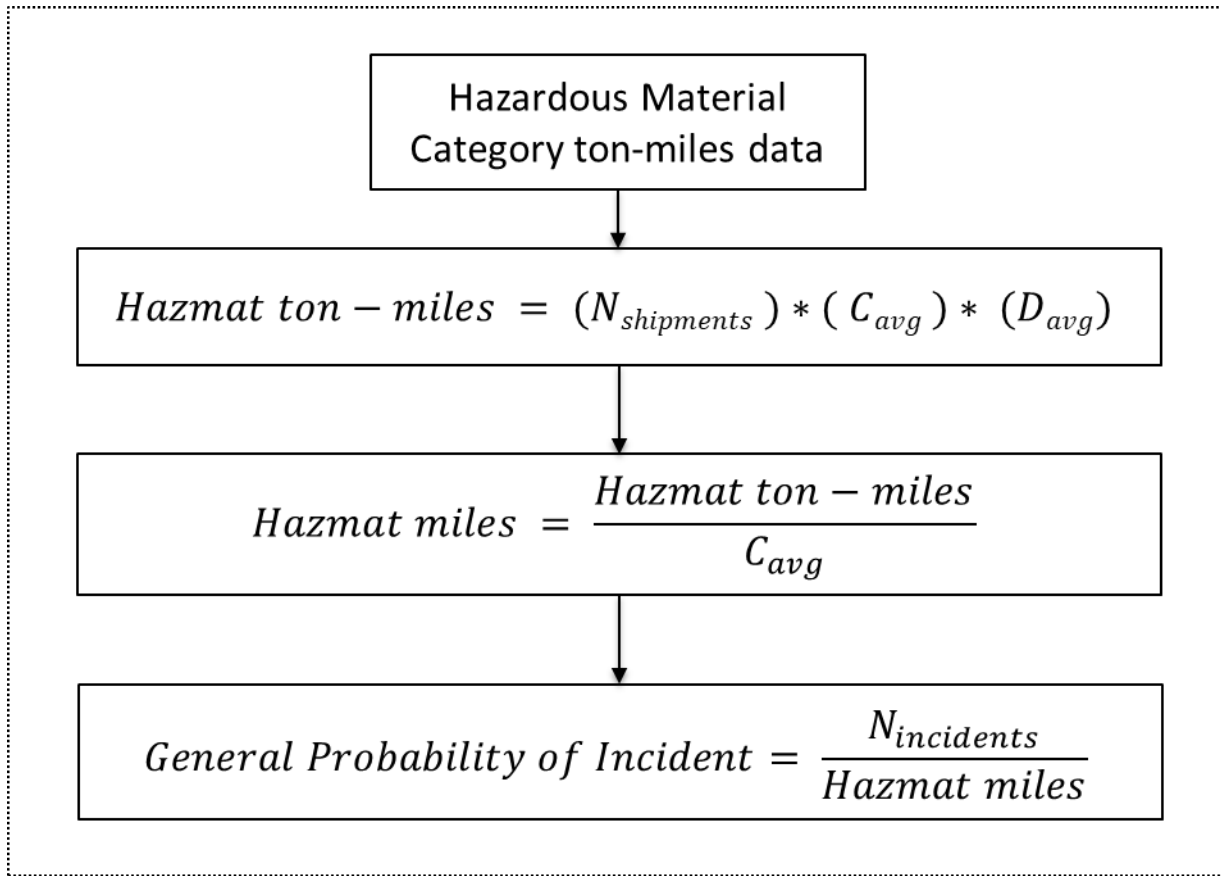 Hazardous Material
Category ton-miles data
Hazmat ton − miles = (N_shipments ) * ( C_avg ) * (D_avg)
Hazmat miles = Hazmat ton − miles / C_avg
General Probability of Incident = N_incidents / Hazmat miles